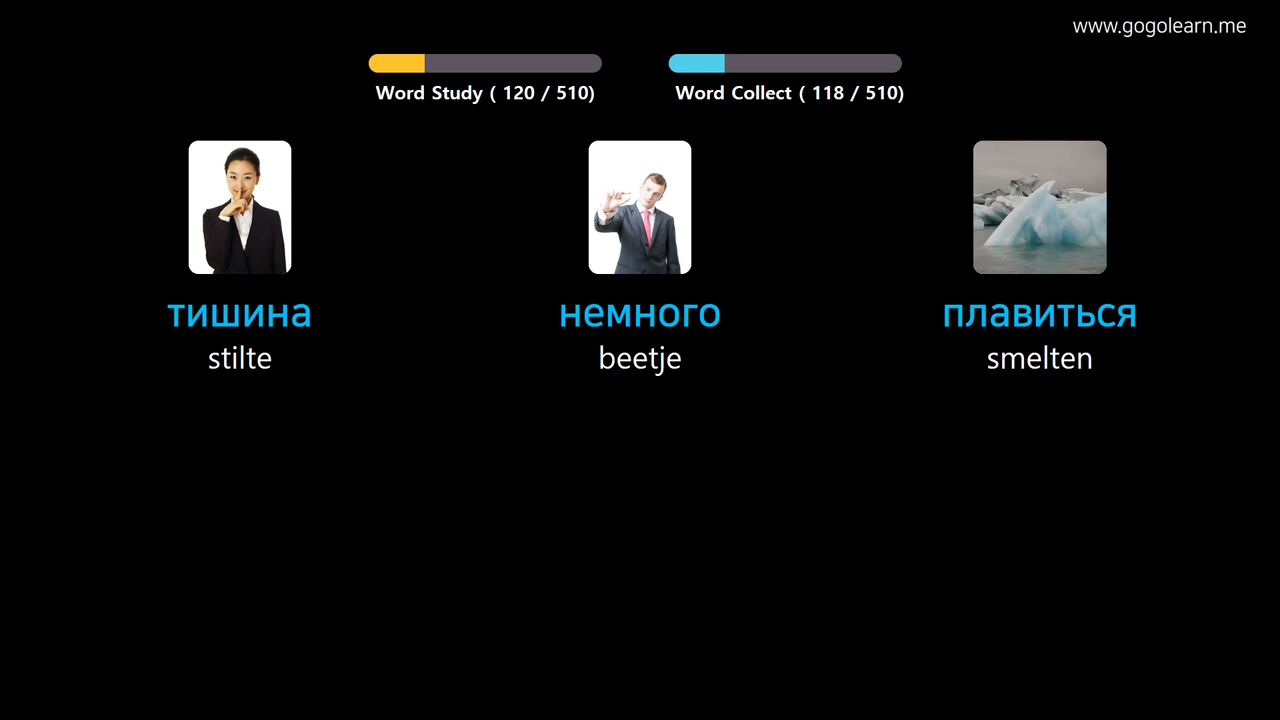 www.gogolearn.me
Word Study ( 120 / 510)
Word Collect ( 118 / 510)
тишина
stilte
немного
beetje
плавиться
smelten